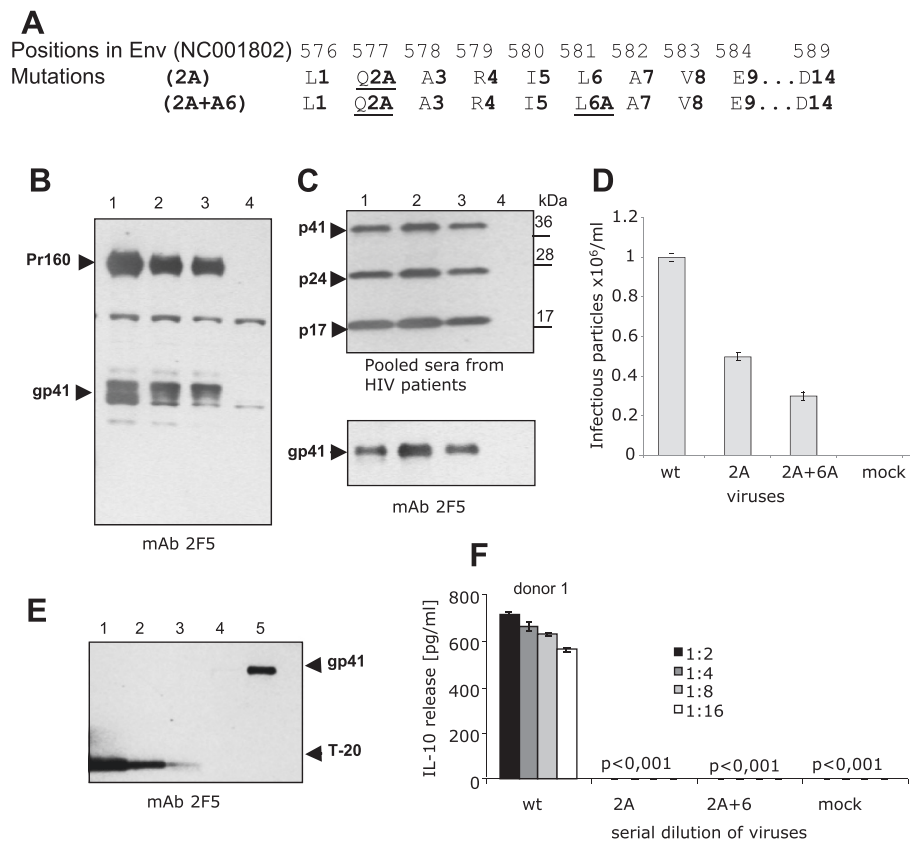 A
Positions in Env (NC001802) 576 577 578 579 580 581 582 583 584 589
Mutations (2A) L1 Q2A A3 R4 I5 L6 A7 V8 E9...D14
(2A+A6) L1 Q2A A3 R4 I5 L6A A7 V8 E9...D14
B
1 2 3 4
Pr160
gp41
mAb 2F5
C
1 2 3 4 kDa
p41
36
28
p24
17
p17
Pooled sera from
HIV patients
gp41
mAb 2F5
D
Infectious particles x10⁶/ml
1.2
1
0.8
0.6
0.4
0.2
0
wt 2A 2A+6A mock
viruses
E
1 2 3 4 5
gp41
T-20
mAb 2F5
F
donor 1
IL-10 release [pg/ml]
800
600
400
200
0
1:2
1:4
1:8
1:16
p<0,001 p<0,001 p<0,001
wt 2A 2A+6 mock
serial dilution of viruses